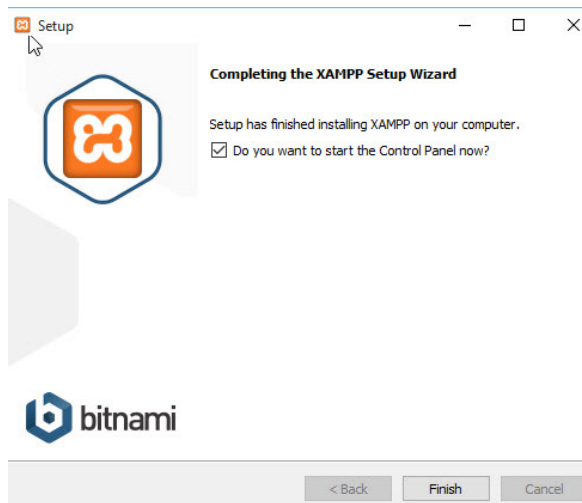 Setup
Completing the XAMPP Setup Wizard
Setup has finished installing XAMPP on your computer.
Do you want to start the Control Panel now?
bitnami
< Back
Finish
Cancel